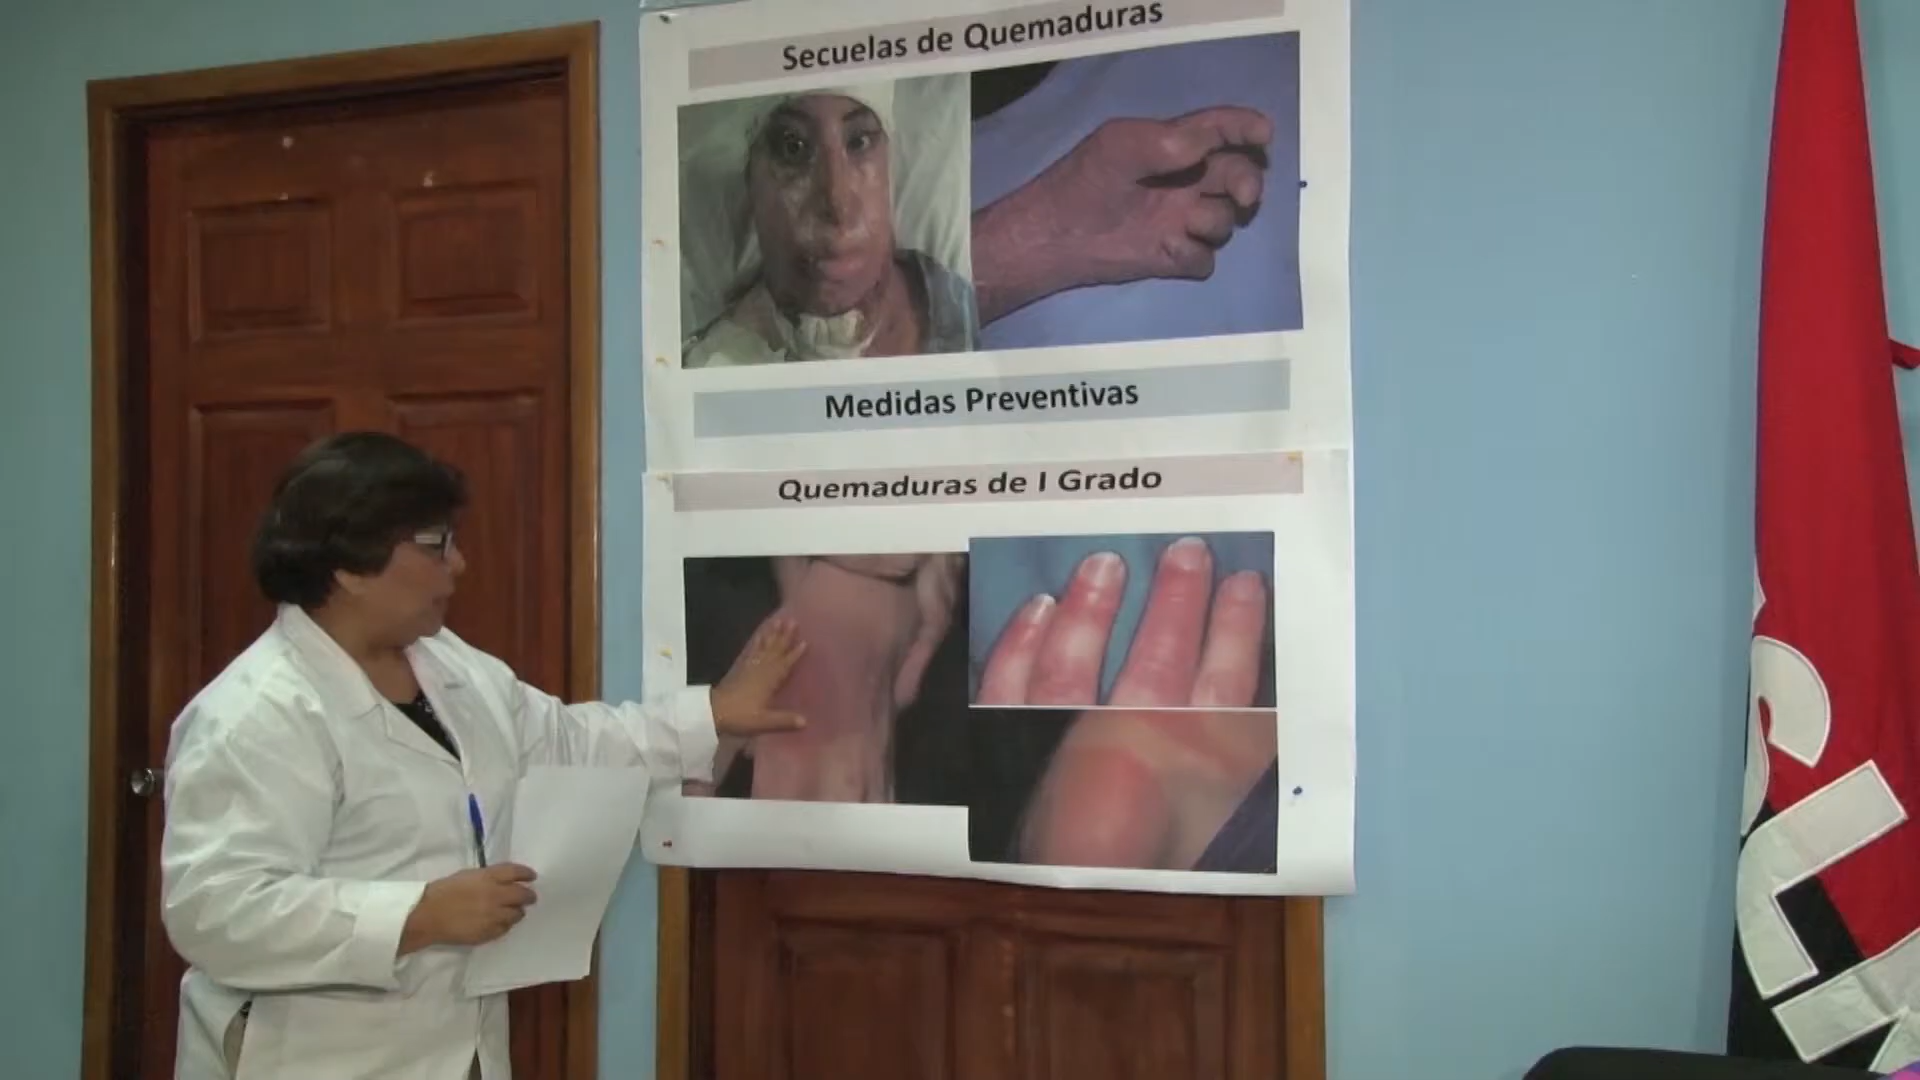 Secuelas de Quemaduras
Medidas Preventivas
Quemaduras de I Grado